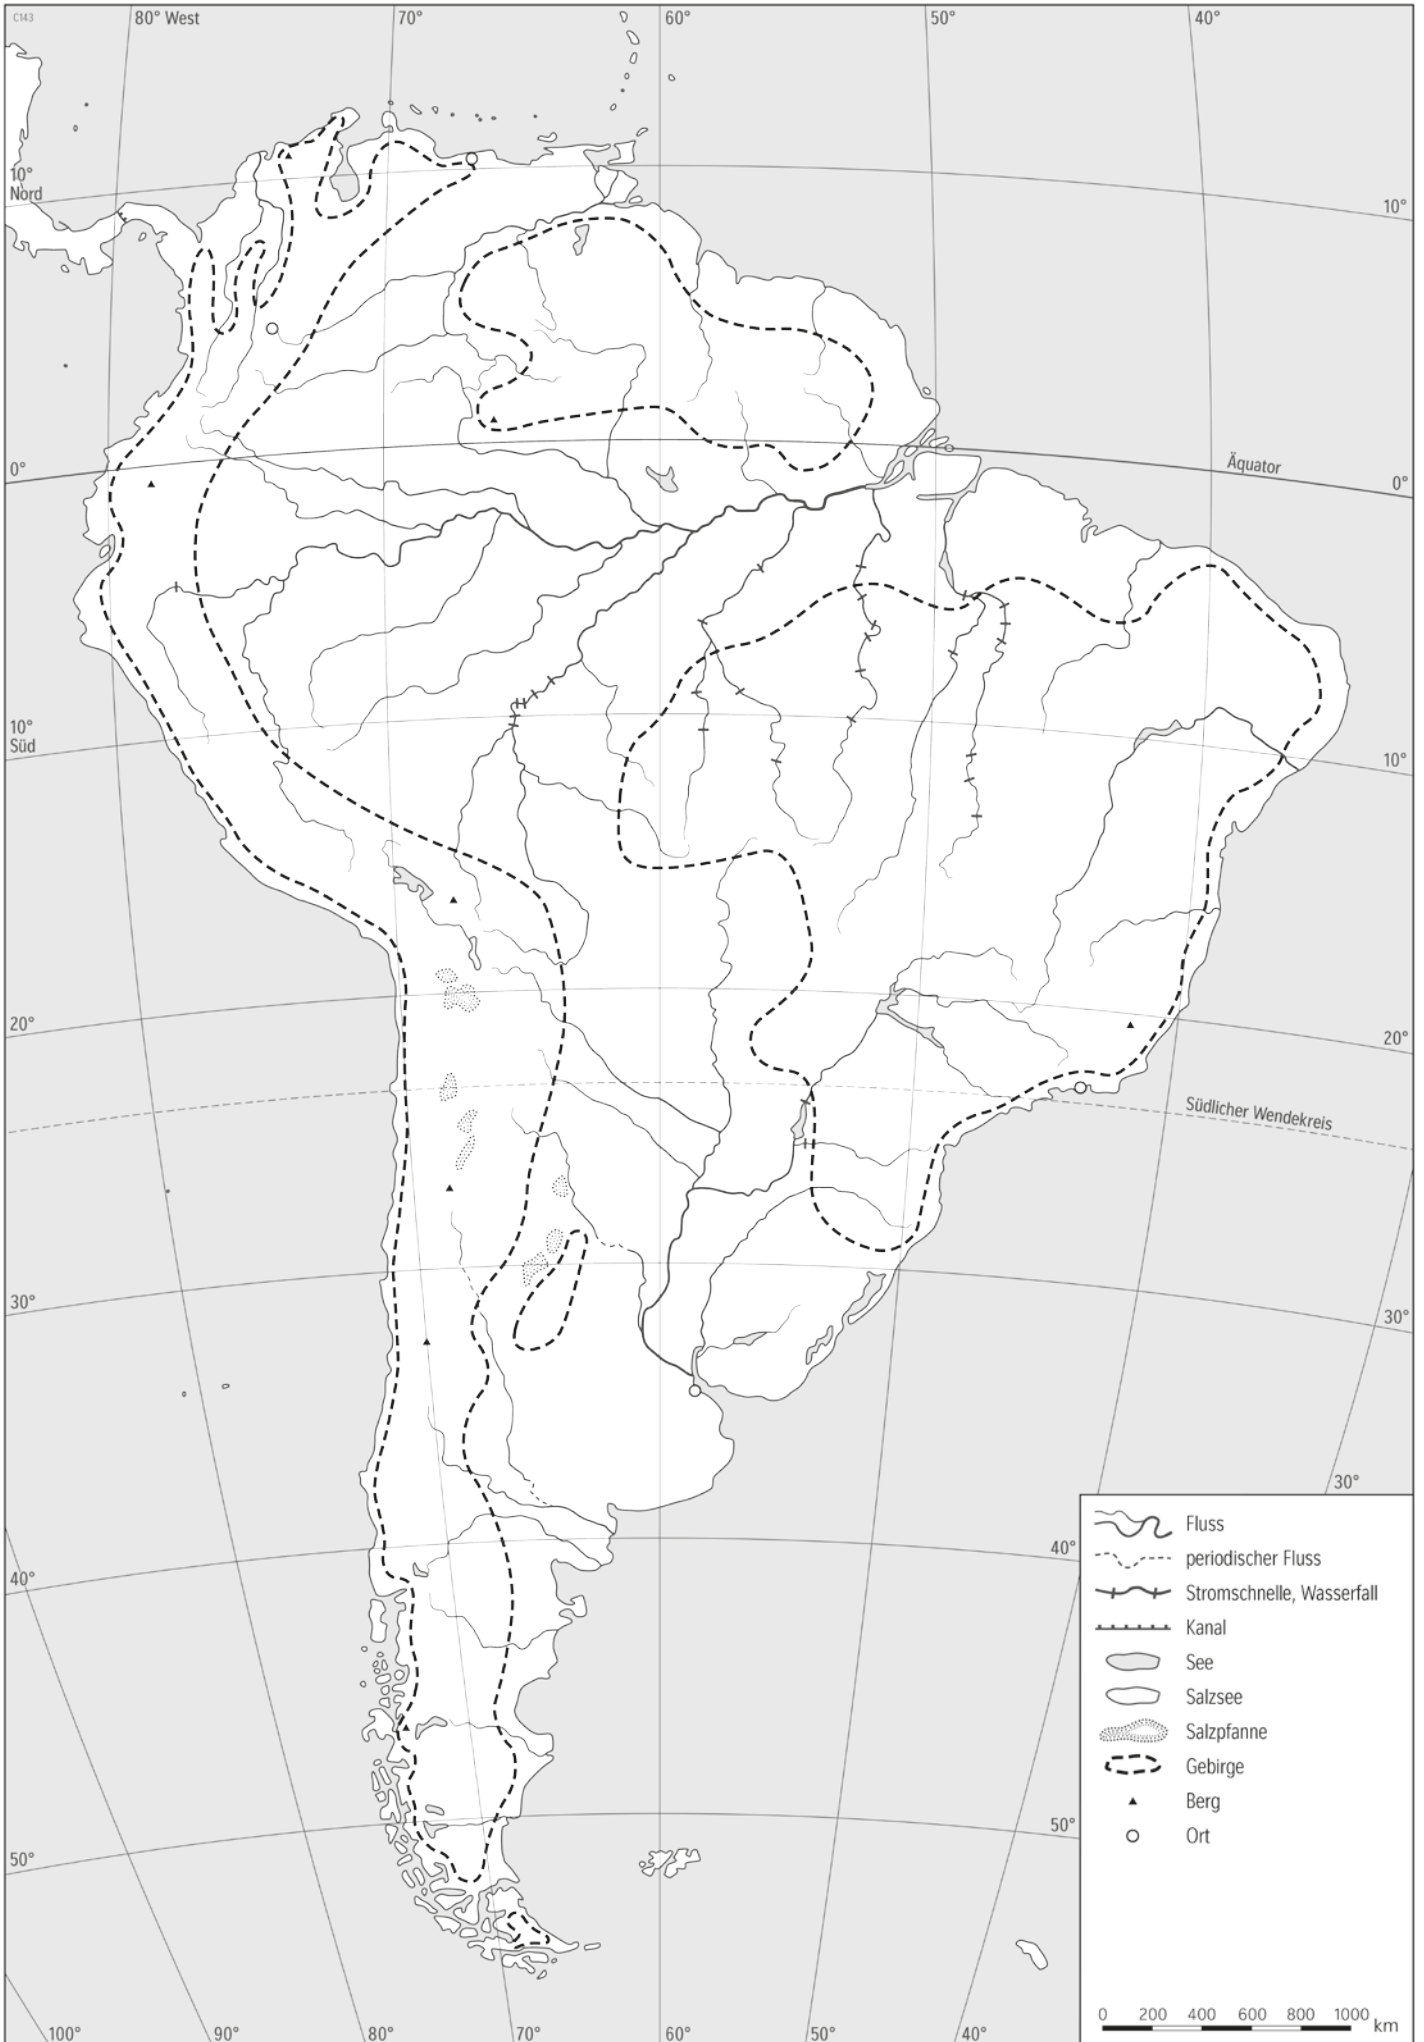 C143
80° West
70°
60°
50°
40°
10°
Nord
10°
0°
Äquator
0°
10°
Süd
10°
20°
20°
Südlicher Wendekreis
30°
30°
30°
40°
40°
50°
50°
Fluss
periodischer Fluss
Stromschnelle, Wasserfall
Kanal
See
Salzsee
Salzpfanne
Gebirge
Berg
Ort
0 200 400 600 800 1000 km
100°
90°
80°
70°
60°
50°
40°